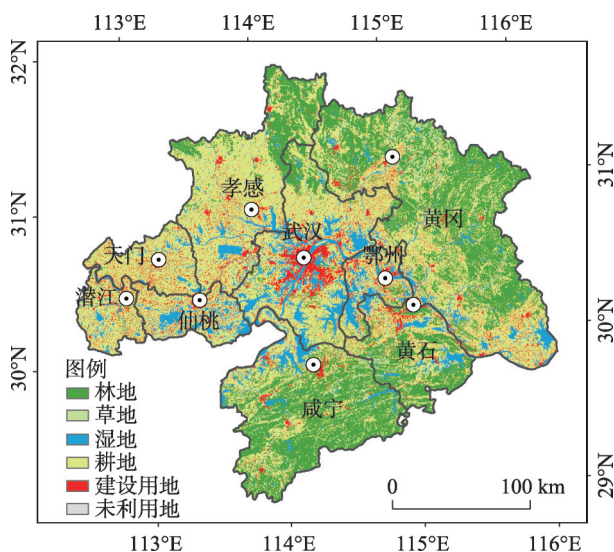 113°E 114°E 115°E 116°E
32°N
31°N
30°N
31°N
30°N
29°N
孝感
黄冈
武汉
天门
鄂州
潜江
仙桃
黄石
咸宁
图例
林地
草地
湿地
耕地
建设用地
未利用地
0 100 km
113°E 114°E 115°E 116°E